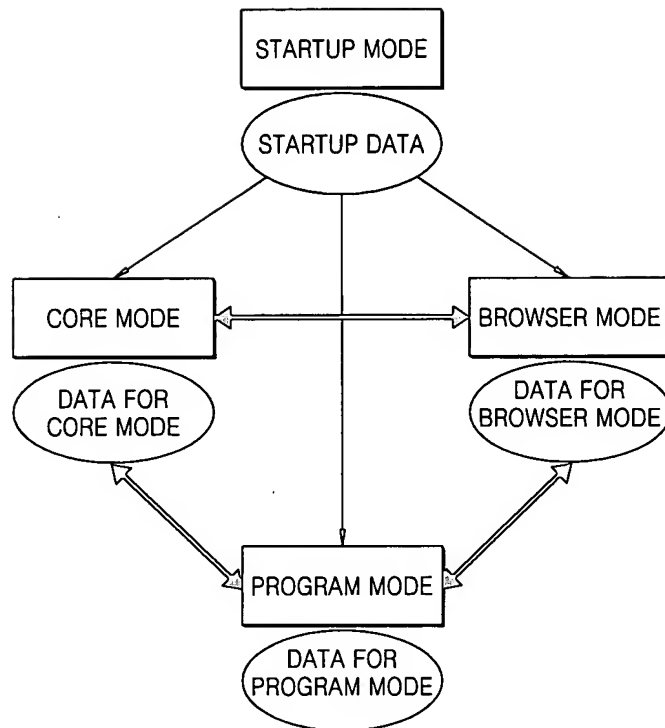 STARTUP MODE
STARTUP DATA
CORE MODE
BROWSER MODE
DATA FOR
CORE MODE
DATA FOR
BROWSER MODE
PROGRAM MODE
DATA FOR
PROGRAM MODE